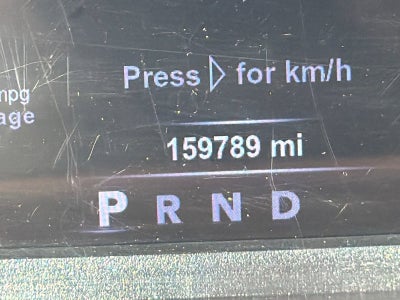 Press ▷ for km/h
mpg
age
159789 mi
P R N D